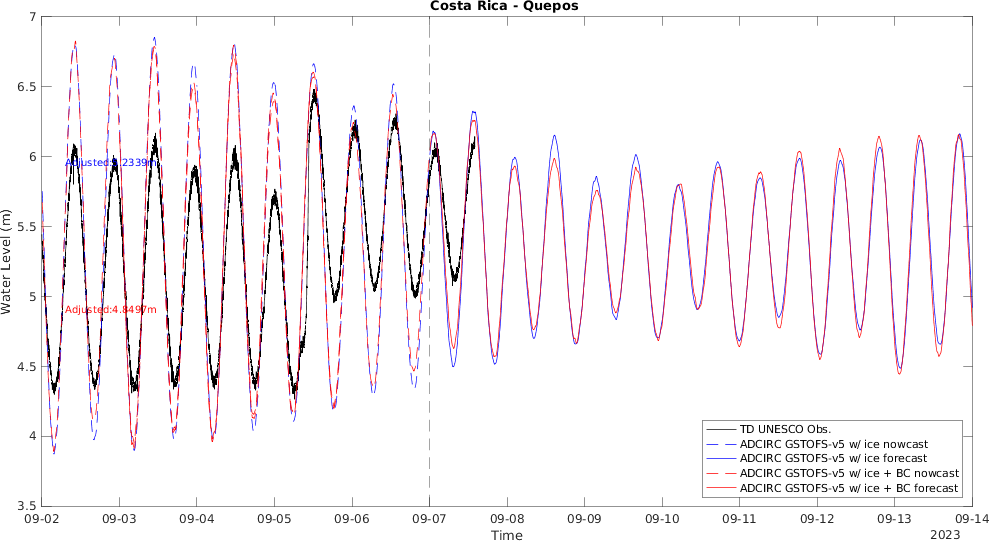 Costa Rica - Quepos
7
6.5
6
5.5
5
4.5
4
3.5
Water Level (m)
Adjusted:4.8497m
TD UNESCO Obs.
ADCIRC GSTOFS-v5 w/ ice nowcast
ADCIRC GSTOFS-v5 w/ ice forecast
ADCIRC GSTOFS-v5 w/ ice + BC nowcast
ADCIRC GSTOFS-v5 w/ ice + BC forecast
09-02 09-03 09-04 09-05 09-06 09-07 09-08 09-09 09-10 09-11 09-12 09-13 09-14
Time
2023